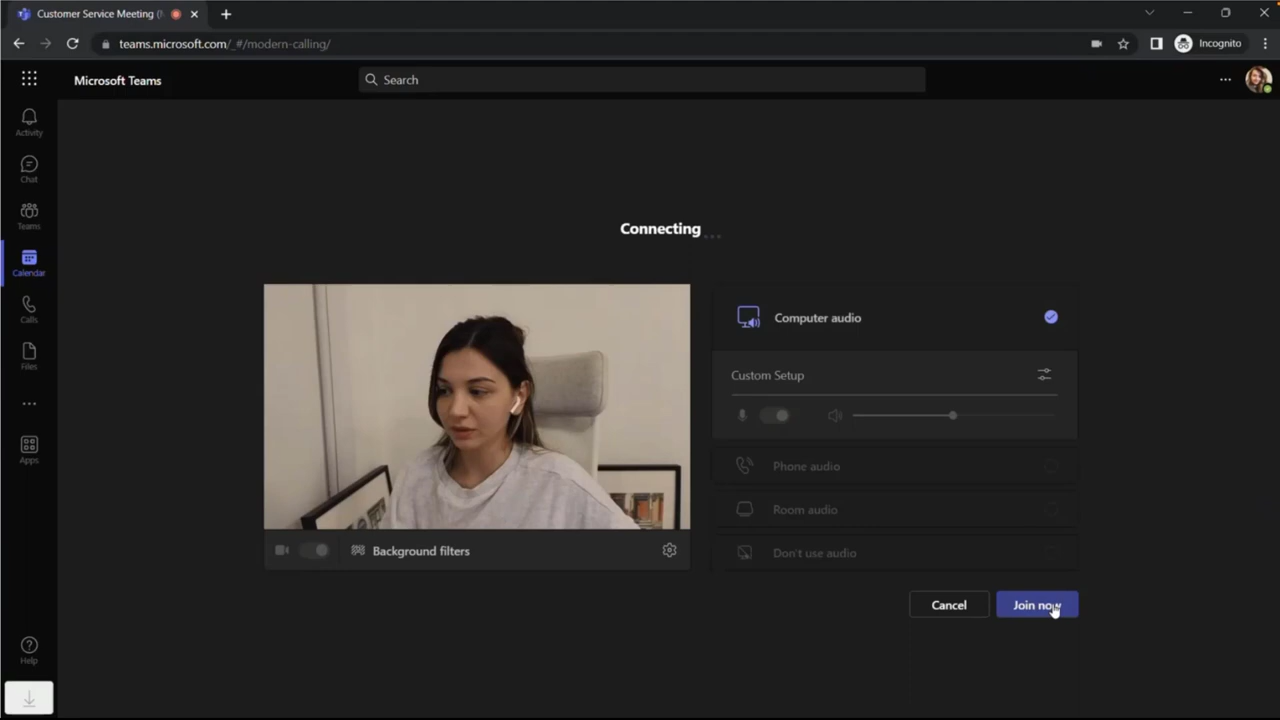 Customer Service Meeting (
teams.microsoft.com/_#/modern-calling/
Incognito
Microsoft Teams
Search
Activity
Chat
Teams
Calendar
Calls
Files
Apps
Help
Connecting...
Computer audio
Custom Setup
Phone audio
Room audio
Don't use audio
Background filters
Cancel
Join now